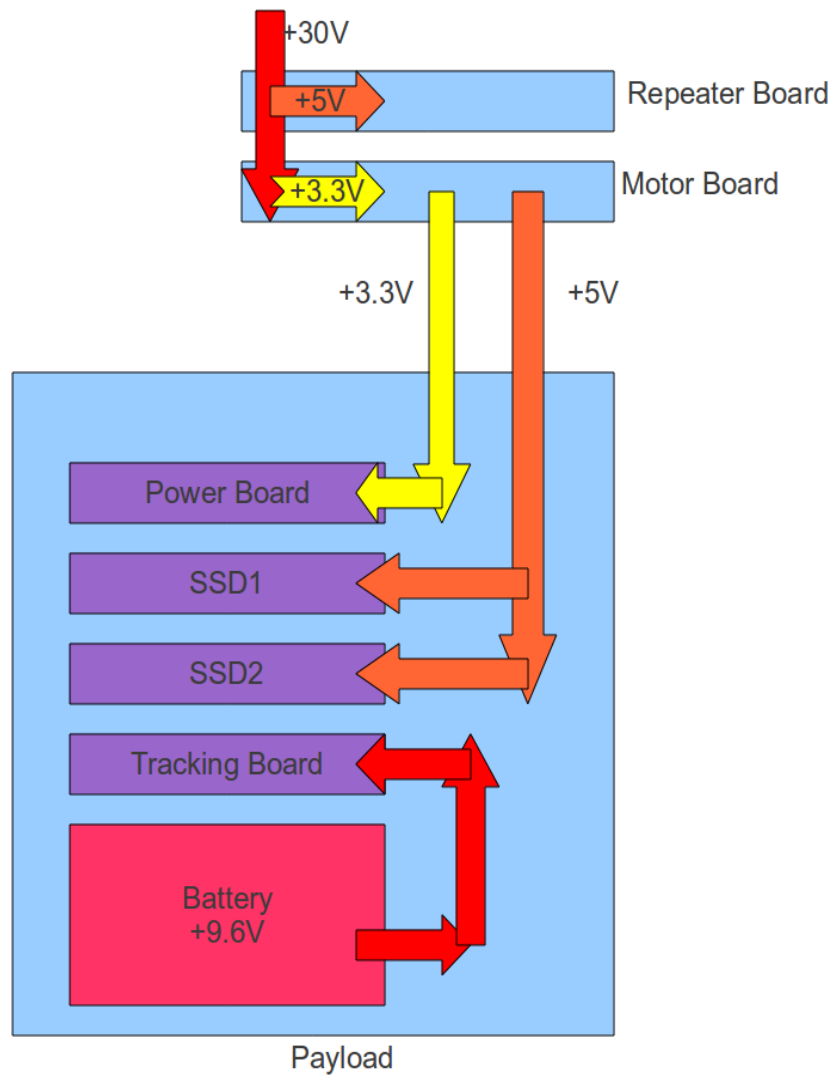 +30V
+5V
Repeater Board
+3.3V
Motor Board
+3.3V
+5V
Power Board
SSD1
SSD2
Tracking Board
Battery
+9.6V
Payload